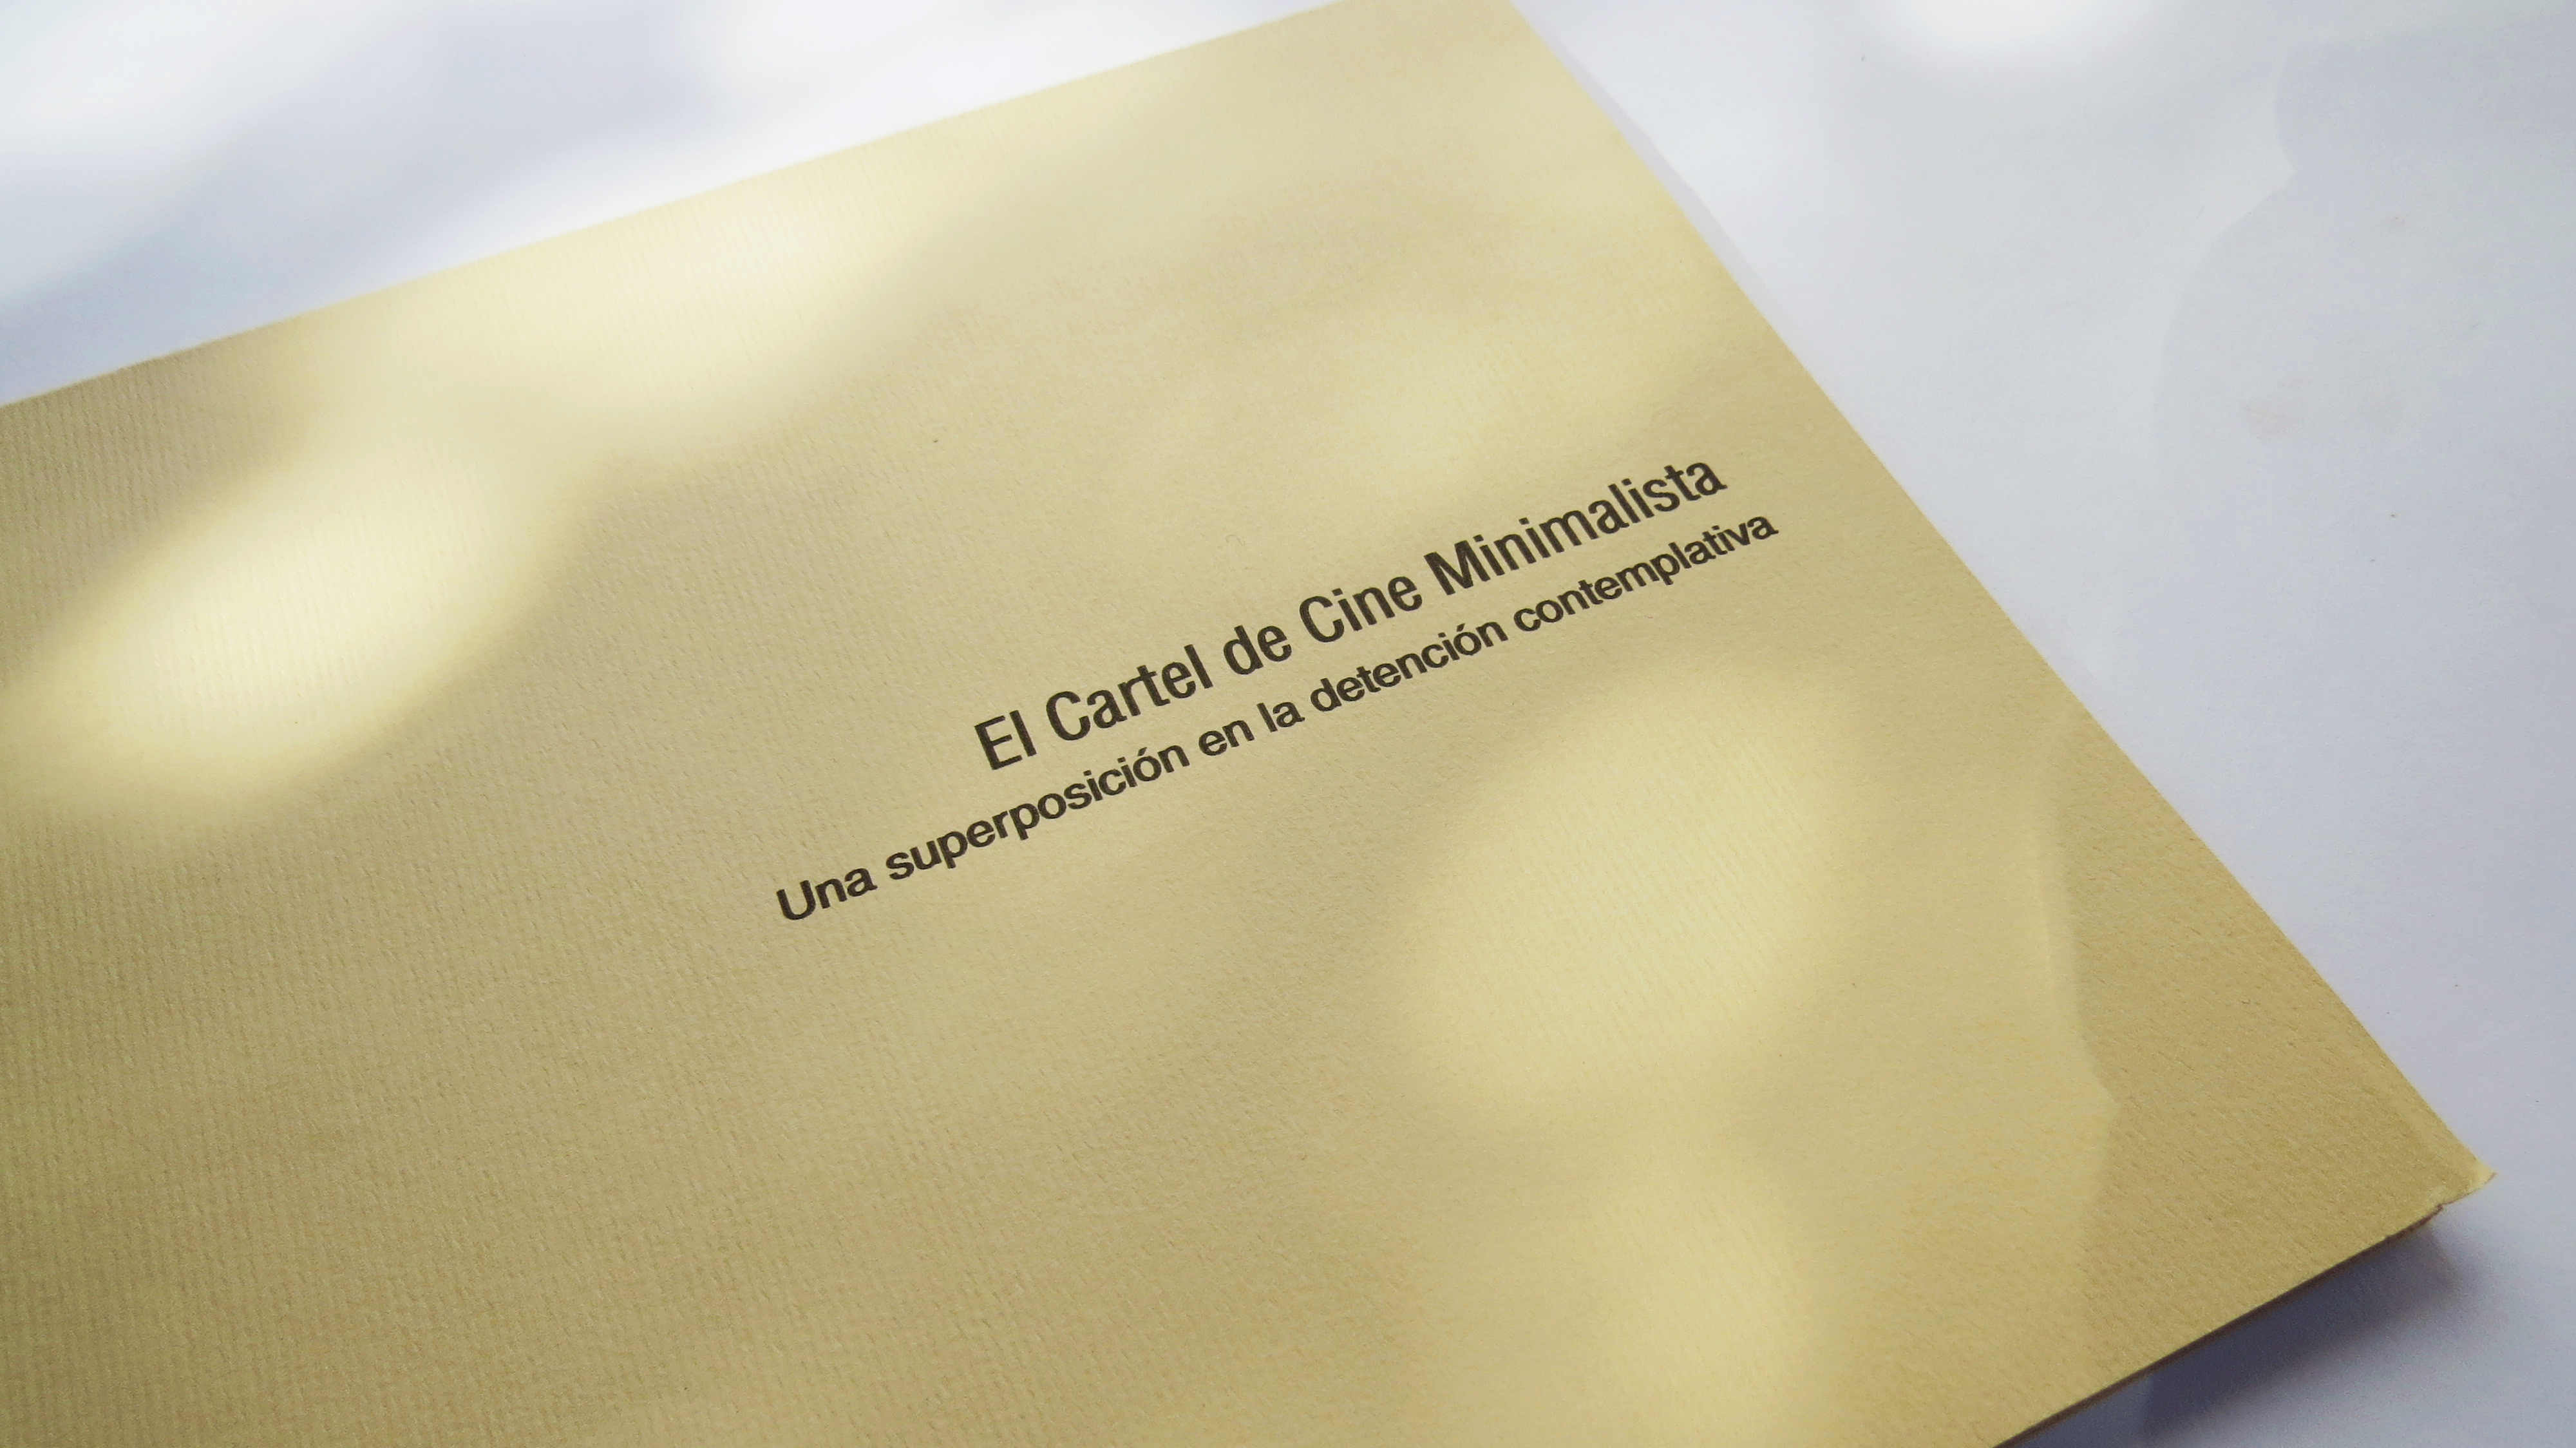 El Cartel de Cine Minimalista
Una superposición en la detención contemplativa